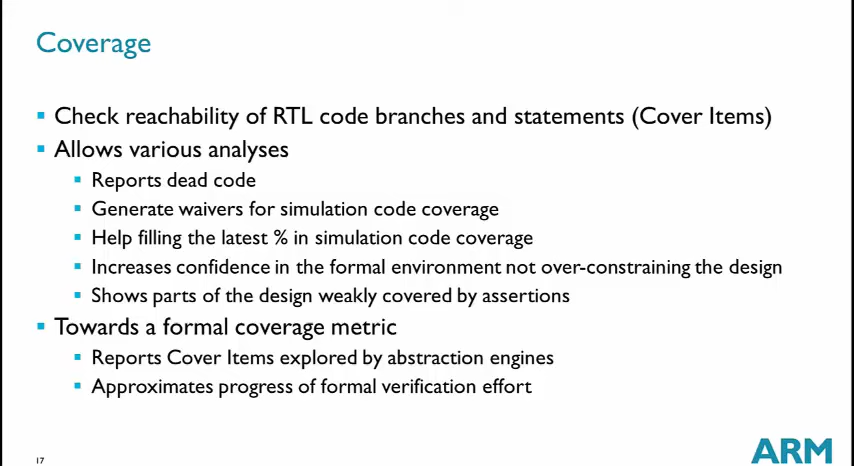 Coverage
▪ Check reachability of RTL code branches and statements (Cover Items)
▪ Allows various analyses
▪ Reports dead code
▪ Generate waivers for simulation code coverage
▪ Help filling the latest % in simulation code coverage
▪ Increases confidence in the formal environment not over-constraining the design
▪ Shows parts of the design weakly covered by assertions
▪ Towards a formal coverage metric
▪ Reports Cover Items explored by abstraction engines
▪ Approximates progress of formal verification effort
17
ARM